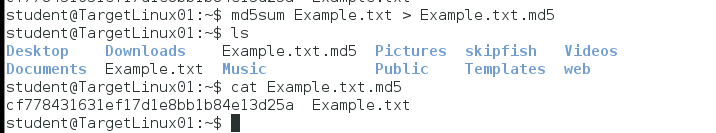 student@TargetLinux01:~$ md5sum Example.txt > Example.txt.md5
student@TargetLinux01:~$ ls
Desktop    Downloads    Example.txt.md5  Pictures  skipfish   Videos
Documents  Example.txt  Music            Public    Templates  web
student@TargetLinux01:~$ cat Example.txt.md5
cf778431631ef17d1e8bb1b84e13d25a  Example.txt
student@TargetLinux01:~$